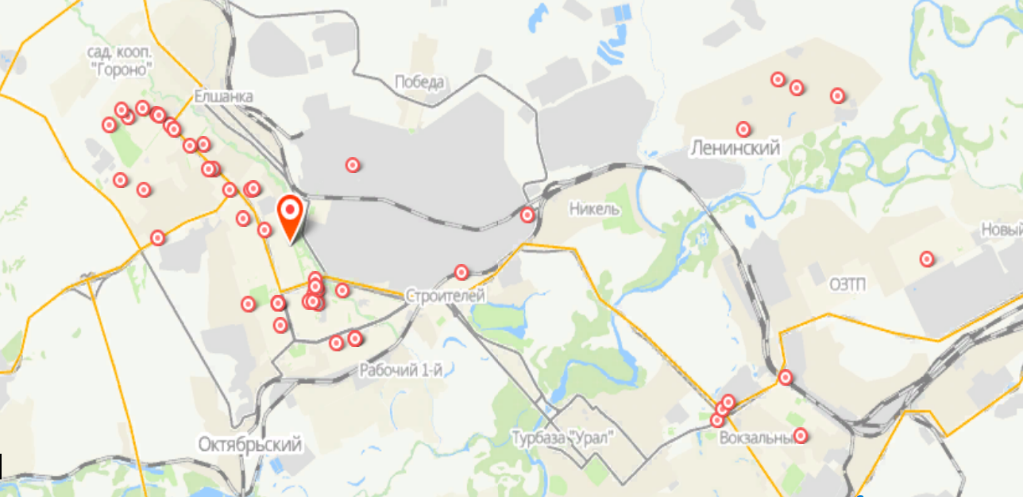 сад. кооп.
"Гороно"
Победа
Елшанка
Ленинский
Никель
Новый
ОЗТП
Строителей
Рабочий 1-й
Октябрьский
Турбаза "Урал"
Вокзальный